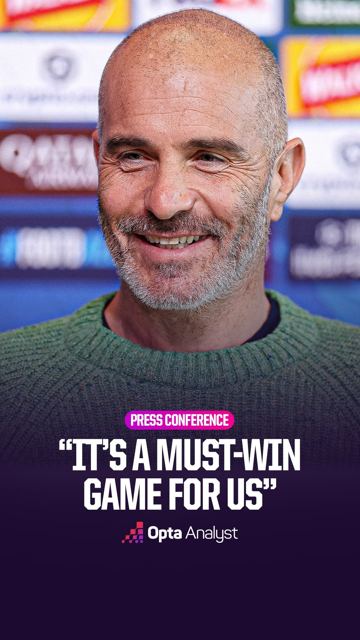 PRESS CONFERENCE
“IT’S A MUST-WIN
GAME FOR US”
Opta Analyst